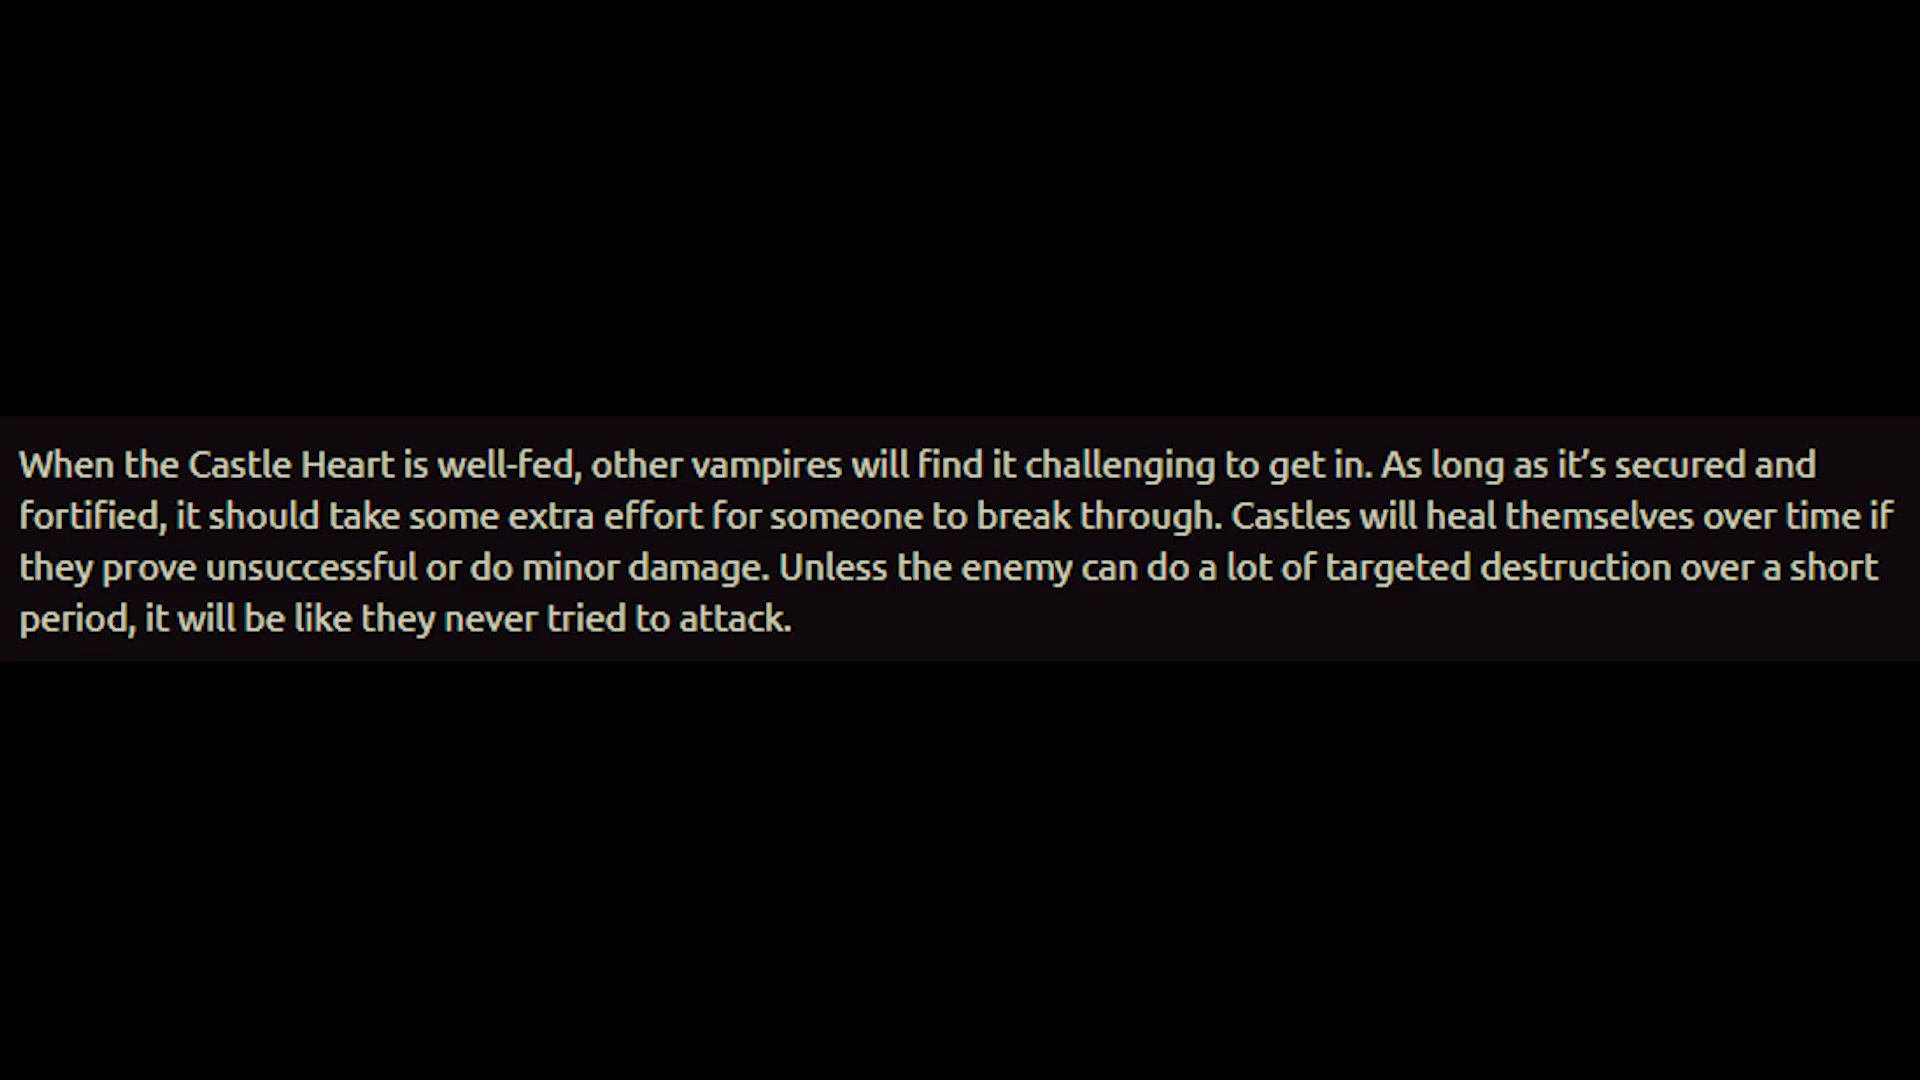 When the Castle Heart is well-fed, other vampires will find it challenging to get in. As long as it’s secured and
fortified, it should take some extra effort for someone to break through. Castles will heal themselves over time if
they prove unsuccessful or do minor damage. Unless the enemy can do a lot of targeted destruction over a short
period, it will be like they never tried to attack.